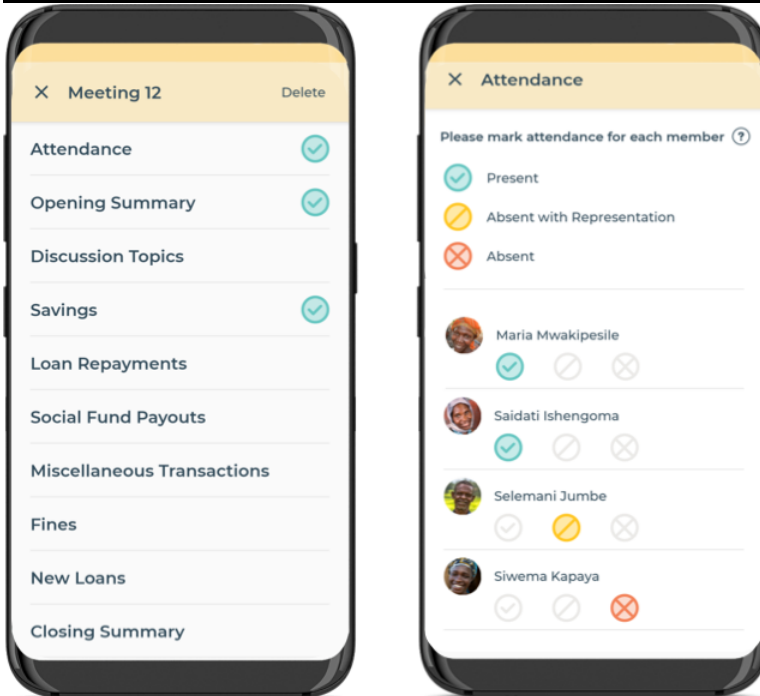 Meeting 12
Delete
Attendance
Opening Summary
Discussion Topics
Savings
Loan Repayments
Social Fund Payouts
Miscellaneous Transactions
Fines
New Loans
Closing Summary
Attendance
Please mark attendance for each member ?
Present
Absent with Representation
Absent
Maria Mwakipesile
Saidati Ishengoma
Selemani Jumbe
Siwema Kapaya